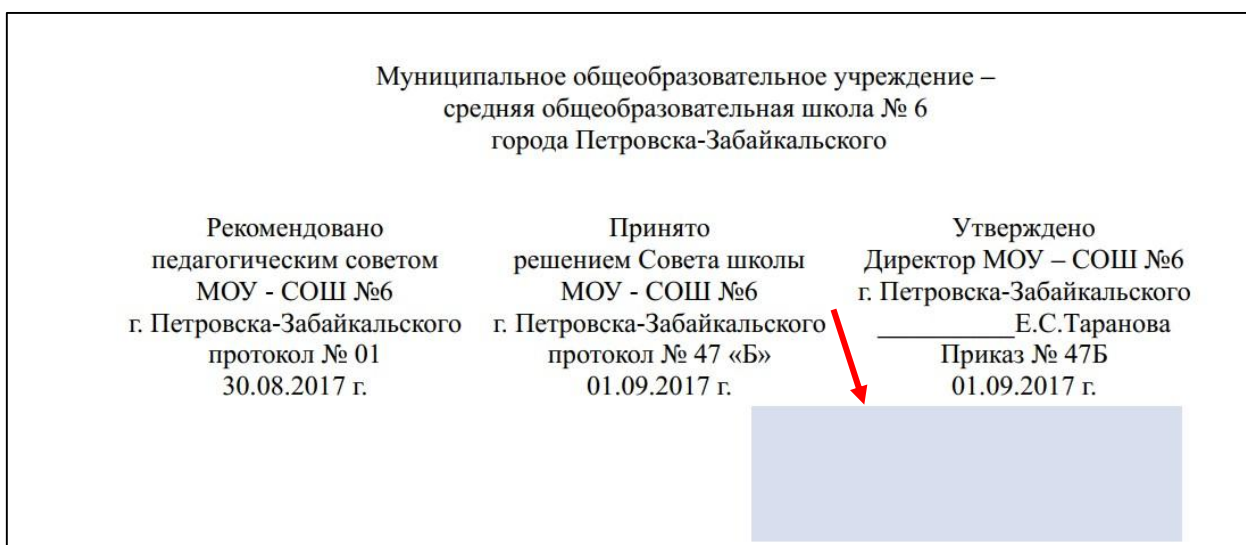 Муниципальное общеобразовательное учреждение –
средняя общеобразовательная школа № 6
города Петровска-Забайкальского
Рекомендовано
педагогическим советом
МОУ - СОШ №6
г. Петровска-Забайкальского
протокол № 01
30.08.2017 г.
Принято
решением Совета школы
МОУ - СОШ №6
г. Петровска-Забайкальского
протокол № 47 «Б»
01.09.2017 г.
Утверждено
Директор МОУ – СОШ №6
г. Петровска-Забайкальского
___________Е.С.Таранова
Приказ № 47Б
01.09.2017 г.